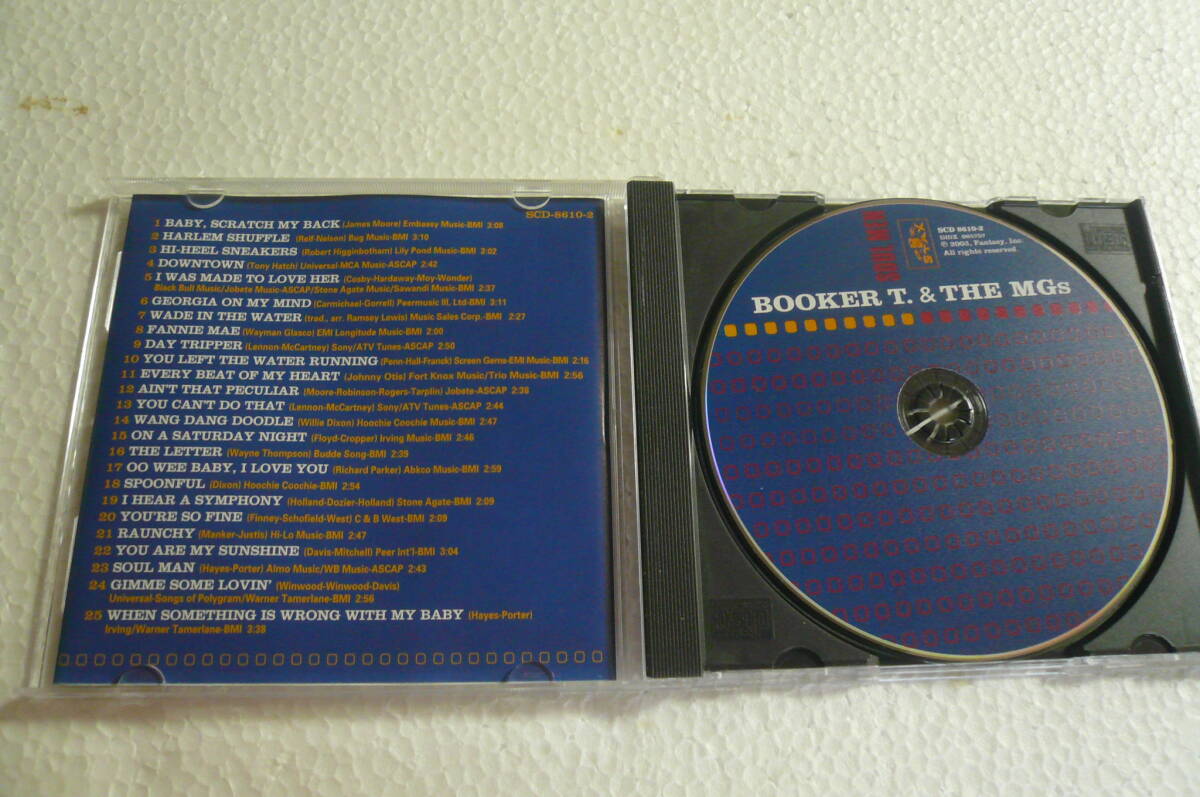 SCD-8610-2
1 BABY, SCRATCH MY BACK (James Moore) Embassy Music-BMI 3:08
2 HARLEM SHUFFLE (Relf-Nelson) Bug Music-BMI 3:10
3 HI-HEEL SNEAKERS (Robert Higginbotham) Lily Pond Music-BMI 3:02
4 DOWNTOWN (Tony Hatch) Universal-MCA Music-ASCAP 2:42
5 I WAS MADE TO LOVE HER (Cosby-Hardaway-Moy-Wonder)
Black Bull Music/Jobete Music-ASCAP/Stone Agate Music/Sawandi Music-BMI 2:37
6 GEORGIA ON MY MIND (Carmichael-Gorrell) Peermusic III, Ltd-BMI 3:11
7 WADE IN THE WATER (trad., arr. Ramsey Lewis) Music Sales Corp.-BMI 2:27
8 FANNIE MAE (Wayman Glasco) EMI Longitude Music-BMI 2:00
9 DAY TRIPPER (Lennon-McCartney) Sony/ATV Tunes-ASCAP 2:50
10 YOU LEFT THE WATER RUNNING (Penn-Hall-Franck) Screen Gems-EMI Music-BMI 2:16
11 EVERY BEAT OF MY HEART (Johnny Otis) Fort Knox Music/Trio Music-BMI 2:56
12 AIN'T THAT PECULIAR (Moore-Robinson-Rogers-Tarplin) Jobete-ASCAP 2:38
13 YOU CAN'T DO THAT (Lennon-McCartney) Sony/ATV Tunes-ASCAP 2:44
14 WANG DANG DOODLE (Willie Dixon) Hoochie Coochie Music-BMI 2:47
15 ON A SATURDAY NIGHT (Floyd-Cropper) Irving Music-BMI 2:46
16 THE LETTER (Wayne Thompson) Budde Song-BMI 2:39
17 OO WEE BABY, I LOVE YOU (Richard Parker) Abkco Music-BMI 2:59
18 SPOONFUL (Dixon) Hoochie Coochie-BMI 2:54
19 I HEAR A SYMPHONY (Holland-Dozier-Holland) Stone Agate-BMI 2:09
20 YOU'RE SO FINE (Finney-Schofield-West) C & B West-BMI 2:09
21 RAUNCHY (Manker-Justis) Hi-Lo Music-BMI 2:47
22 YOU ARE MY SUNSHINE (Davis-Mitchell) Peer Int'l-BMI 3:04
23 SOUL MAN (Hayes-Porter) Almo Music/WB Music-ASCAP 2:43
24 GIMME SOME LOVIN' (Winwood-Winwood-Davis)
Universal-Songs of Polygram/Warner Tamerlane-BMI 2:56
25 WHEN SOMETHING IS WRONG WITH MY BABY (Hayes-Porter)
Irving/Warner Tamerlane-BMI 3:38
SOUL MEN
STAX
SCD 8610-2
℗ 2003, Fantasy, Inc.
All rights reserved.
BOOKER T. & THE MGs